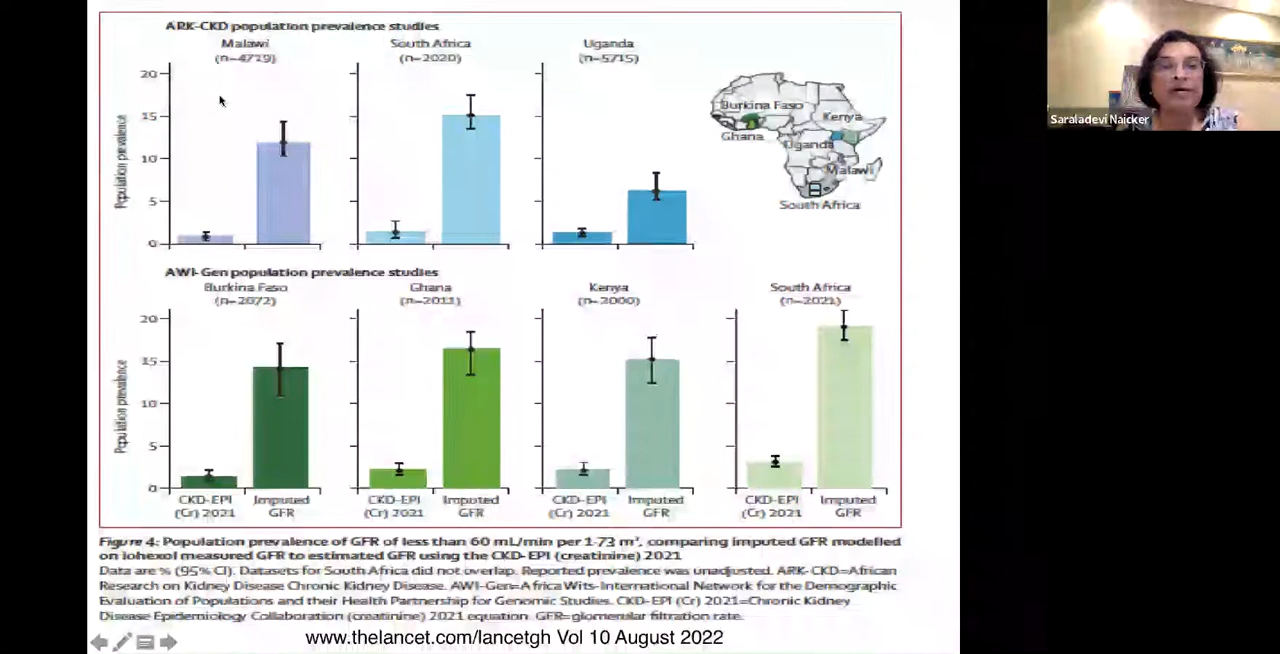 ARK-CKD population prevalence studies
Malawi
(n=4719)
South Africa
(n=2020)
Uganda
(n=5715)
20
15
10
5
0
Population prevalence
Burkina Faso
Ghana
Kenya
Uganda
Malawi
South Africa
Saraladevi Naicker
AWI-Gen population prevalence studies
Burkina Faso
(n=2072)
Ghana
(n=2011)
Kenya
(n=2000)
South Africa
(n=2021)
20
15
10
5
0
Population prevalence
CKD-EPI
(Cr) 2021
Imputed
GFR
CKD-EPI
(Cr) 2021
Imputed
GFR
CKD-EPI
(Cr) 2021
Imputed
GFR
CKD-EPI
(Cr) 2021
Imputed
GFR
Figure 4: Population prevalence of GFR of less than 60 mL/min per 1·73 m², comparing imputed GFR modelled
on iohexol measured GFR to estimated GFR using the CKD-EPI (creatinine) 2021
Data are % (95% CI). Datasets for South Africa did not overlap. Reported prevalence was unadjusted. ARK-CKD=African
Research on Kidney Disease Chronic Kidney Disease. AWI-Gen=Africa Wits-International Network for the Demographic
Evaluation of Populations and their Health Partnership for Genomic Studies. CKD-EPI (Cr) 2021=Chronic Kidney
Disease Epidemiology Collaboration (creatinine) 2021 equation. GFR=glomerular filtration rate.
www.thelancet.com/lancetgh Vol 10 August 2022